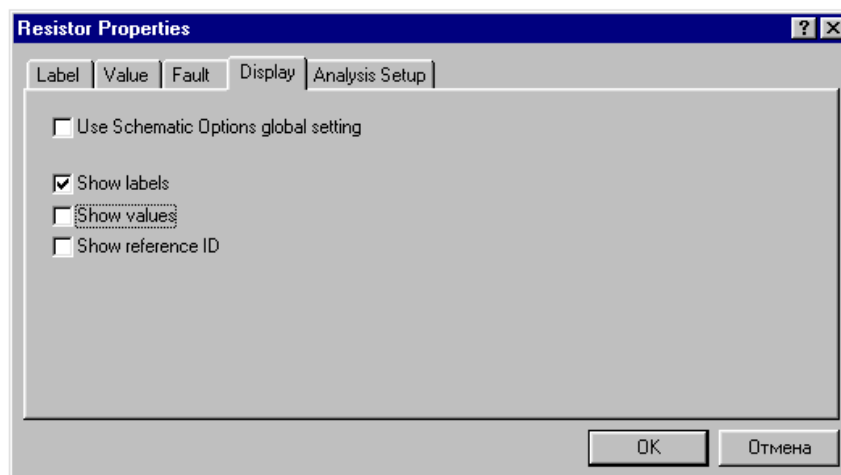 Resistor Properties
Label Value Fault Display Analysis Setup
Use Schematic Options global setting
Show labels
Show values
Show reference ID
OK Отмена